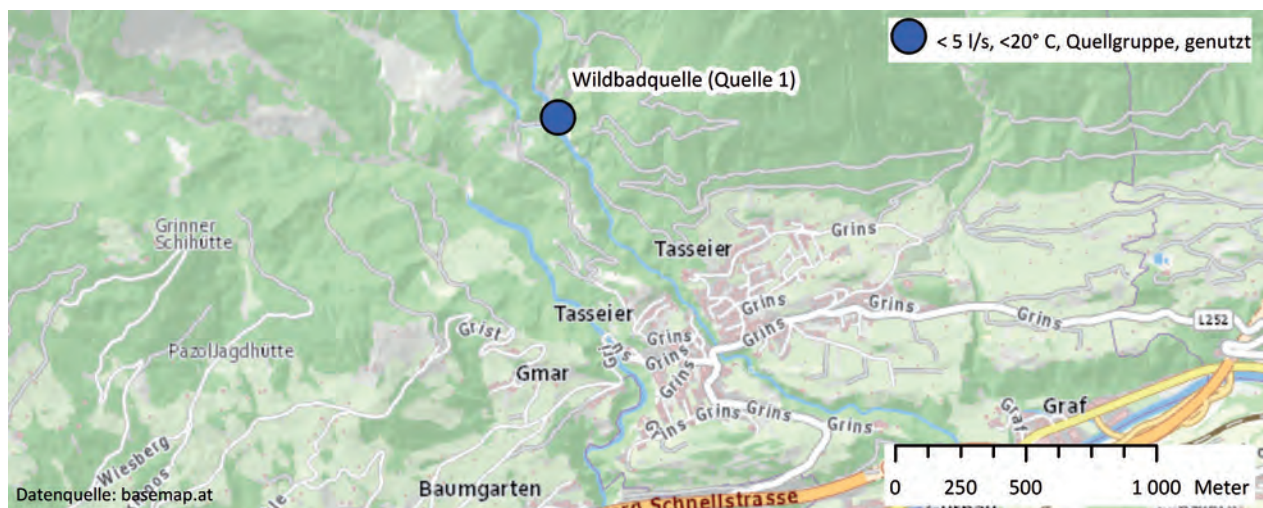 < 5 l/s, <20° C, Quellgruppe, genutzt
Wildbadquelle (Quelle 1)
Grinner
Schihütte
Tasseier
Grins
Grins
Grins
Grins
Grins
L252
Tasseier
Grist
Pazoljagdhütte
Grins
Grins
Grins
Grins
Gmar
Grins
Grins
Grins
Grins
Graf
Graf
Wiesberg
Baumgarten
0 250 500 1 000 Meter
Datenquelle: basemap.at
Schnellstrasse